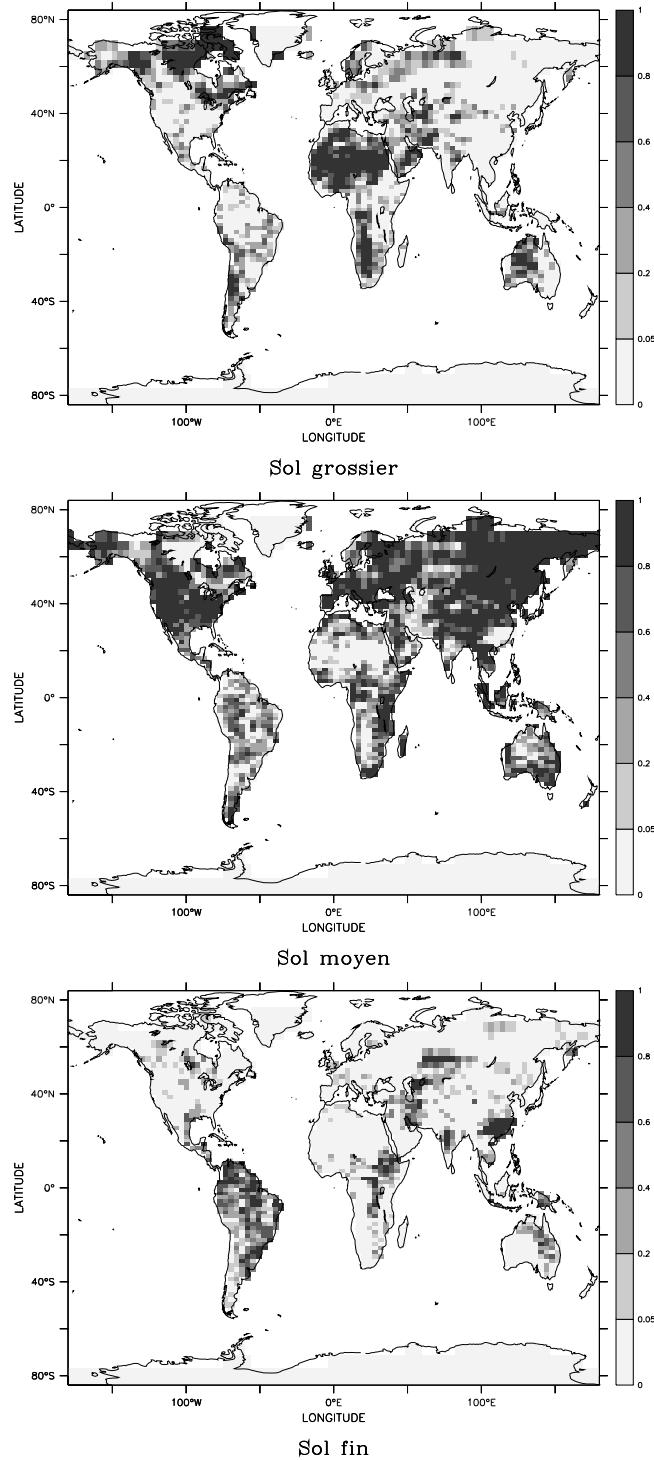 80°N
40°N
0°
40°S
80°S
LATITUDE
100°W
0°E
100°E
LONGITUDE
1
0.8
0.6
0.4
0.2
0.05
0
Sol grossier
80°N
40°N
0°
40°S
80°S
LATITUDE
100°W
0°E
100°E
LONGITUDE
1
0.8
0.6
0.4
0.2
0.05
0
Sol moyen
80°N
40°N
0°
40°S
80°S
LATITUDE
100°W
0°E
100°E
LONGITUDE
1
0.8
0.6
0.4
0.2
0.05
0
Sol fin